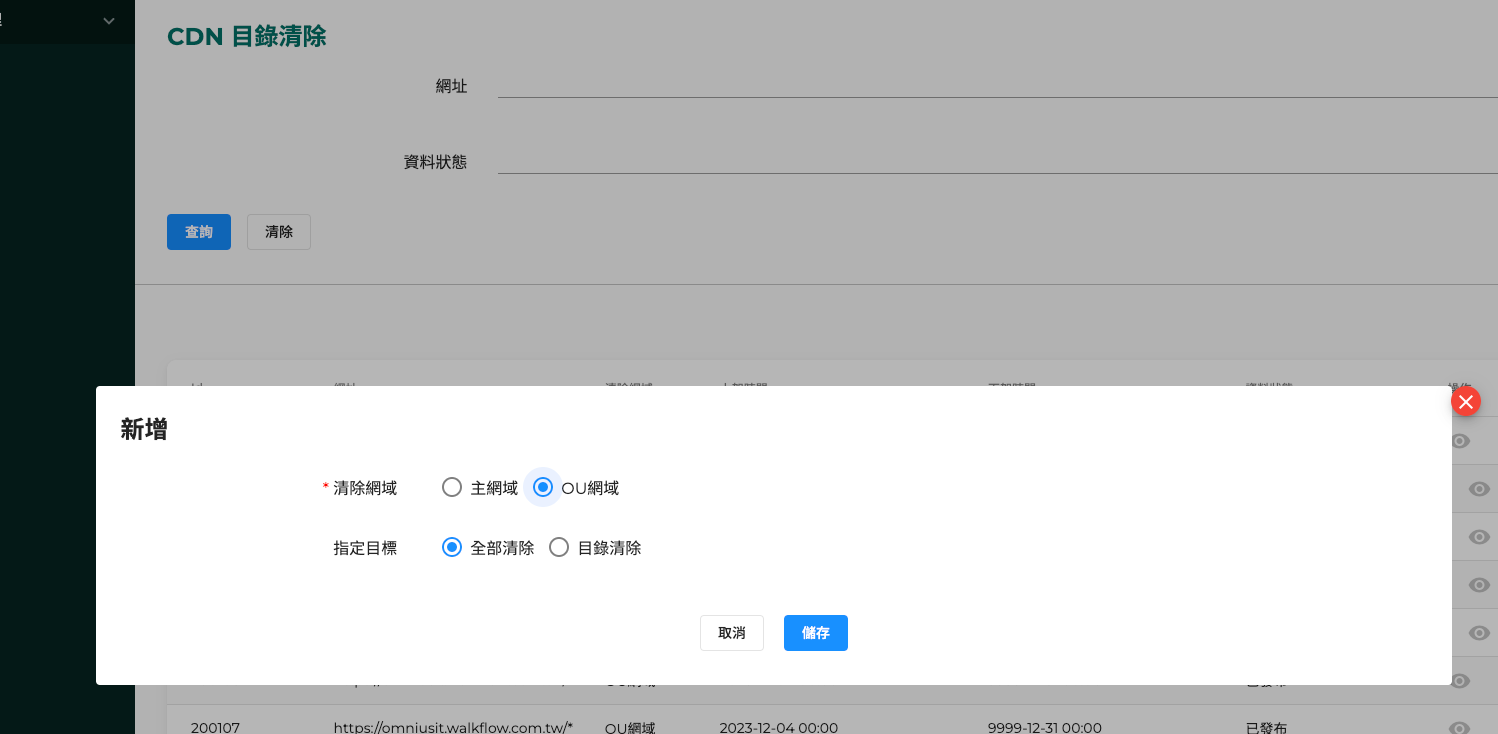 CDN 目錄清除
網址
資料狀態
查詢 清除
新增
* 清除網域 主網域 OU網域
指定目標 全部清除 目錄清除
取消 儲存
200107 https://omniusit.walkflow.com.tw/* OU網域 2023-12-04 00:00 9999-12-31 00:00 已發布